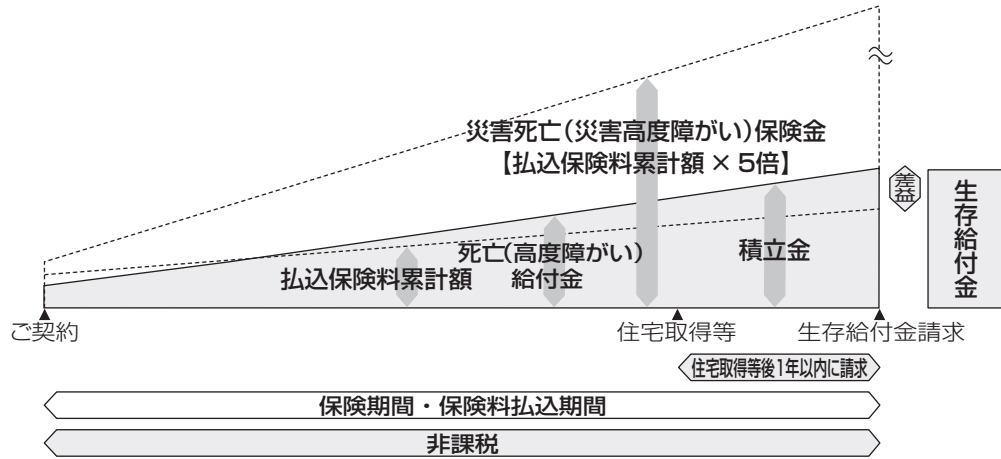 災害死亡(災害高度障がい)保険金
【払込保険料累計額 × 5倍】
差益
生存給付金
死亡(高度障がい)
給付金
積立金
払込保険料累計額
ご契約
住宅取得等
生存給付金請求
住宅取得等後1年以内に請求
保険期間・保険料払込期間
非課税